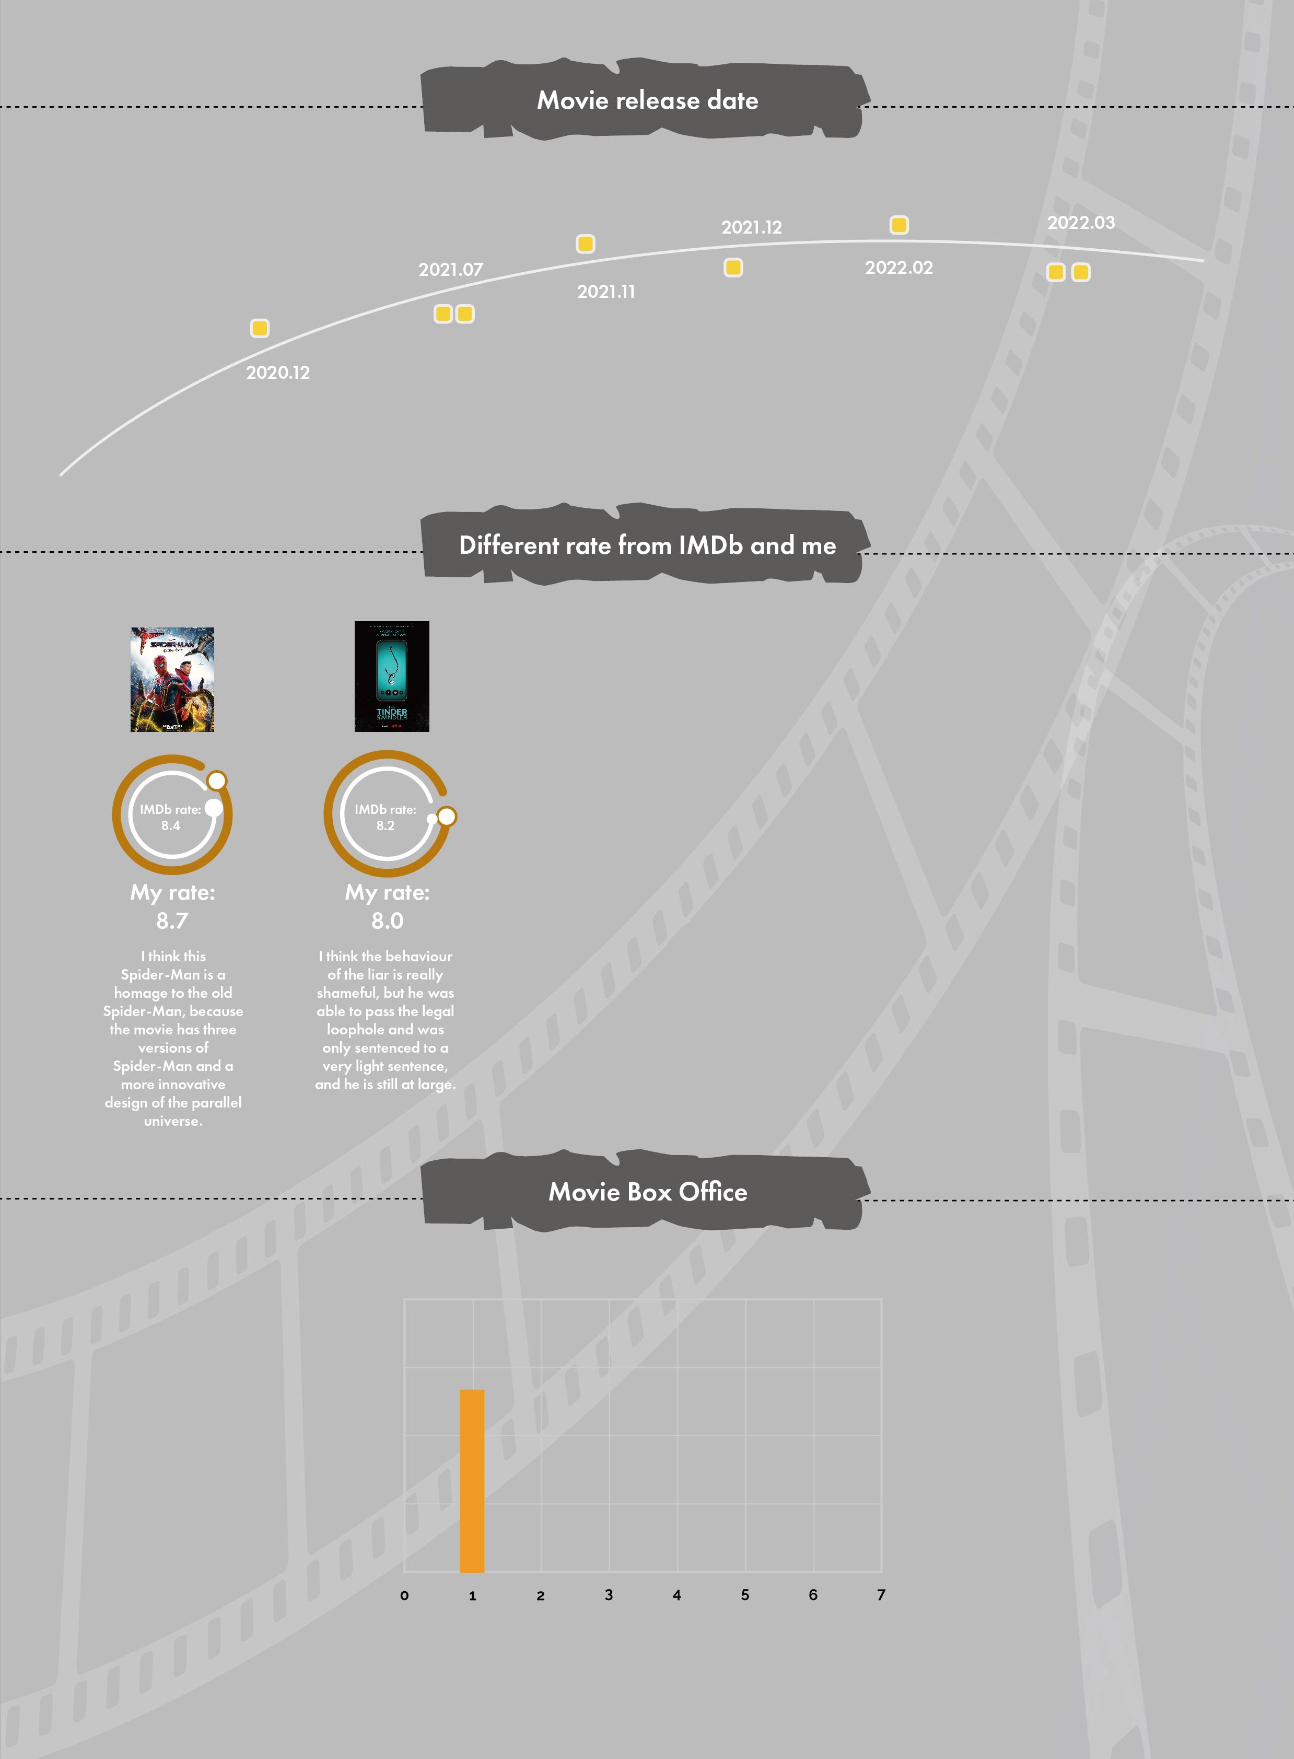 Movie release date
2021.12
2022.03
2021.07
2022.02
2021.11
2020.12
Different rate from IMDb and me
SPIDER-MAN
TINDER
SWINDLER
IMDb rate:
8.4
My rate:
8.7
I think this
Spider-Man is a
homage to the old
Spider-Man, because
the movie has three
versions of
Spider-Man and a
more innovative
design of the parallel
universe.
IMDb rate:
8.2
My rate:
8.0
I think the behaviour
of the liar is really
shameful, but he was
able to pass the legal
loophole and was
only sentenced to a
very light sentence,
and he is still at large.
Movie Box Office
0 1 2 3 4 5 6 7